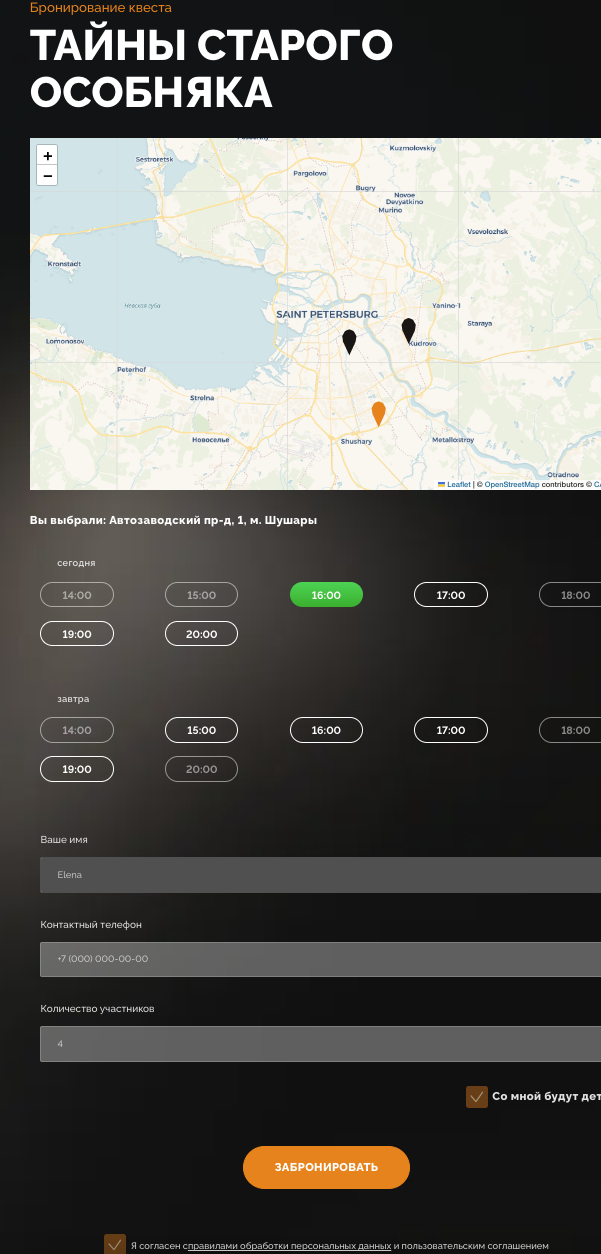 Бронирование квеста
ТАЙНЫ СТАРОГО
ОСОБНЯКА
+
−
Kuzmolovskiy
Sestroretsk
Pargolovo
Bugry
Novoe
Devyatkino
Murino
Vsevolozhsk
Kronstadt
Невская губа
Yanino-1
SAINT PETERSBURG
Staraya
Lomonosov
Kudrovo
Peterhof
Strelna
Новоселье
Shushary
Metallostroy
Otradnoe
Leaflet | © OpenStreetMap contributors ©
Вы выбрали: Автозаводский пр-д, 1, м. Шушары
сегодня
14:00 15:00 16:00 17:00 18:00
19:00 20:00
завтра
14:00 15:00 16:00 17:00 18:00
19:00 20:00
Ваше имя
Elena
Контактный телефон
+7 (000) 000-00-00
Количество участников
4
Со мной будут дет
ЗАБРОНИРОВАТЬ
Я согласен с правилами обработки персональных данных и пользовательским соглашением